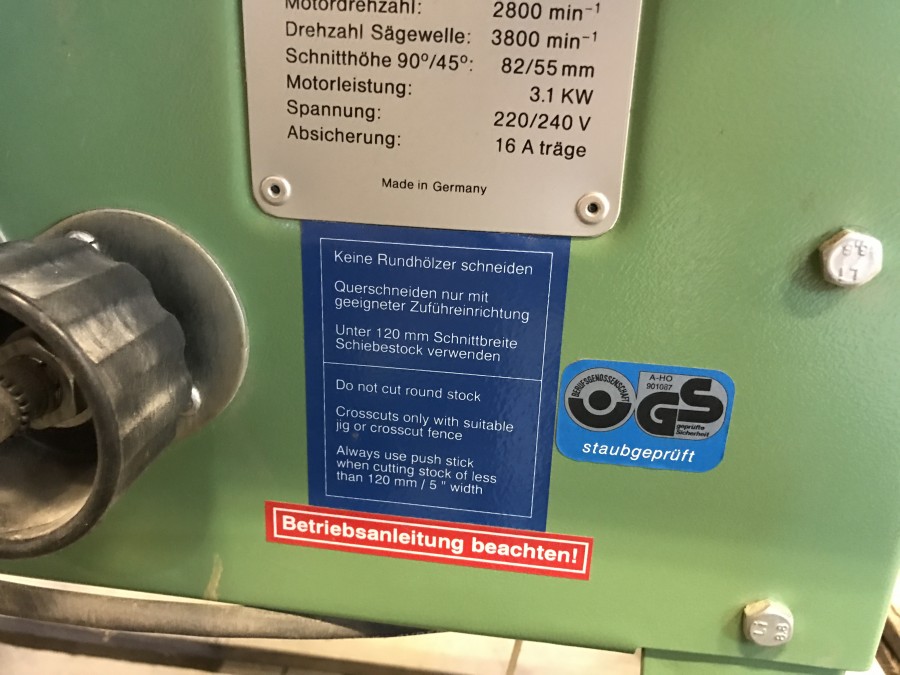 Motordrehzahl: 2800 min⁻¹
Drehzahl Sägewelle: 3800 min⁻¹
Schnitthöhe 90º/45º: 82/55 mm
Motorleistung: 3.1 KW
Spannung: 220/240 V
Absicherung: 16 A träge
Made in Germany
Keine Rundhölzer schneiden
Querschneiden nur mit
geeigneter Zuführeinrichtung
Unter 120 mm Schnittbreite
Schiebestock verwenden
Do not cut round stock
Crosscuts only with suitable
jig or crosscut fence
Always use push stick
when cutting stock of less
than 120 mm / 5 " width
BERUFSGENOSSENSCHAFT
A-HO
901087
GS
geprüfte
Sicherheit
staubgeprüft
Betriebsanleitung beachten!